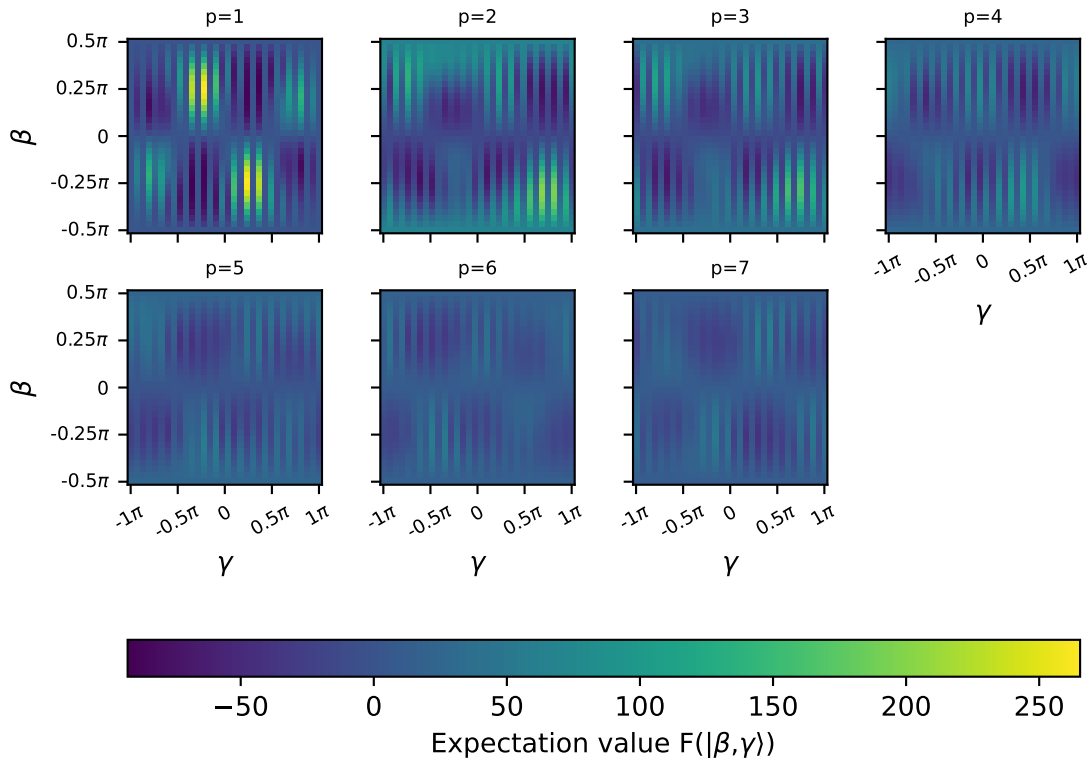 p=1 p=2 p=3 p=4
0.5π
0.25π
β
0
-0.25π
-0.5π
-1π -0.5π 0 0.5π 1π
γ
p=5 p=6 p=7
0.5π
0.25π
β
0
-0.25π
-0.5π
-1π -0.5π 0 0.5π 1π -1π -0.5π 0 0.5π 1π -1π -0.5π 0 0.5π 1π
γ γ γ
−50 0 50 100 150 200 250
Expectation value F(|β,γ⟩)